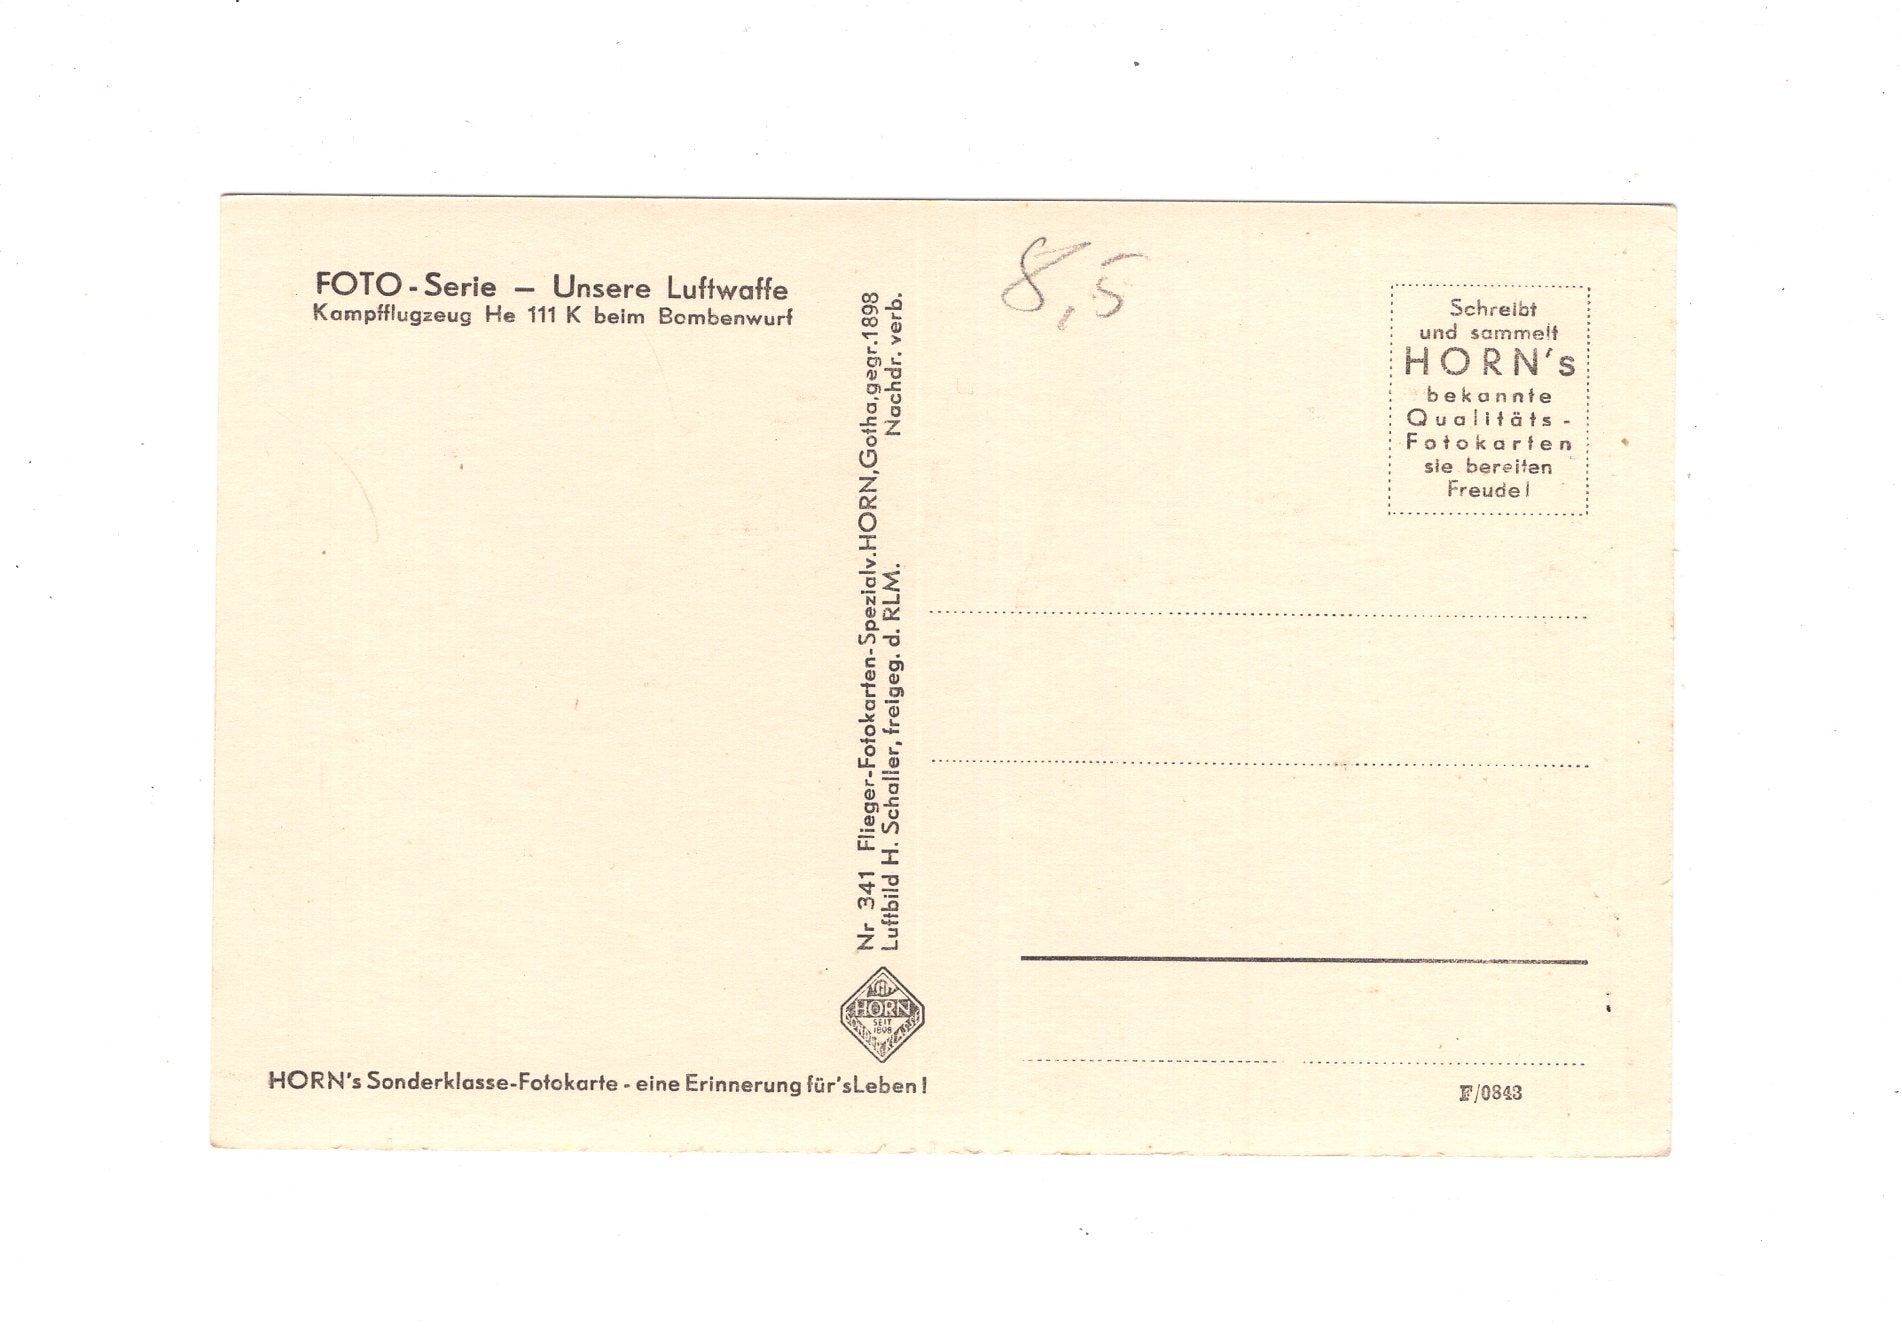 FOTO - Serie — Unsere Luftwaffe
Kampfflugzeug He 111 K beim Bombenwurf
Nr 341 Flieger-Fotokarten-Spezialv. HORN, Gotha, gegr. 1898
Luftbild H. Schaller, freigeg. d. RLM. Nachdr. verb.
HORN
SEIT
1898
HORN's Sonderklasse-Fotokarte - eine Erinnerung für's Leben!
8,5
Schreibt
und sammelt
HORN's
bekannte
Qualitäts-
Fotokarten
sie bereiten
Freude!
F/0843